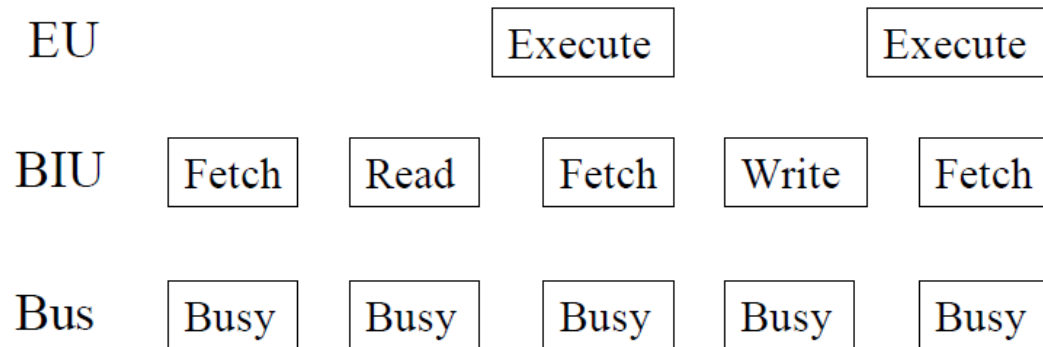 EU Execute Execute
BIU Fetch Read Fetch Write Fetch
Bus Busy Busy Busy Busy Busy